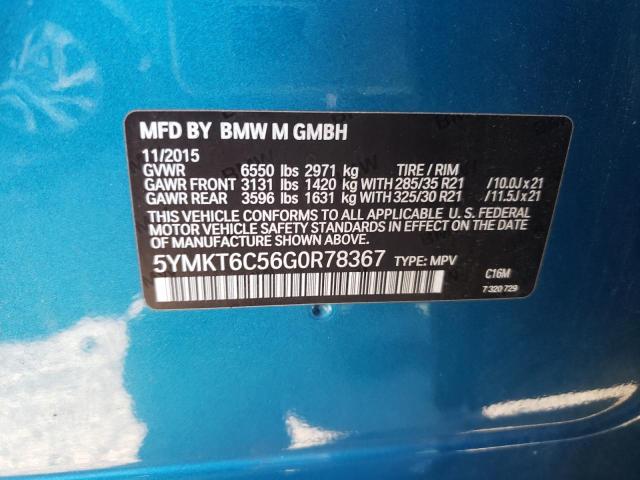 MFD BY BMW M GMBH
11/2015
GVWR 6550 lbs 2971 kg TIRE / RIM
GAWR FRONT 3131 lbs 1420 kg WITH 285/35 R21 /10.0J x 21
GAWR REAR 3596 lbs 1631 kg WITH 325/30 R21 /11.5J x 21
THIS VEHICLE CONFORMS TO ALL APPLICABLE U. S. FEDERAL
MOTOR VEHICLE SAFETY STANDARDS IN EFFECT ON THE
DATE OF MANUFACTURE SHOWN ABOVE.
5YMKT6C56G0R78367 TYPE: MPV
C16M
7 320 729